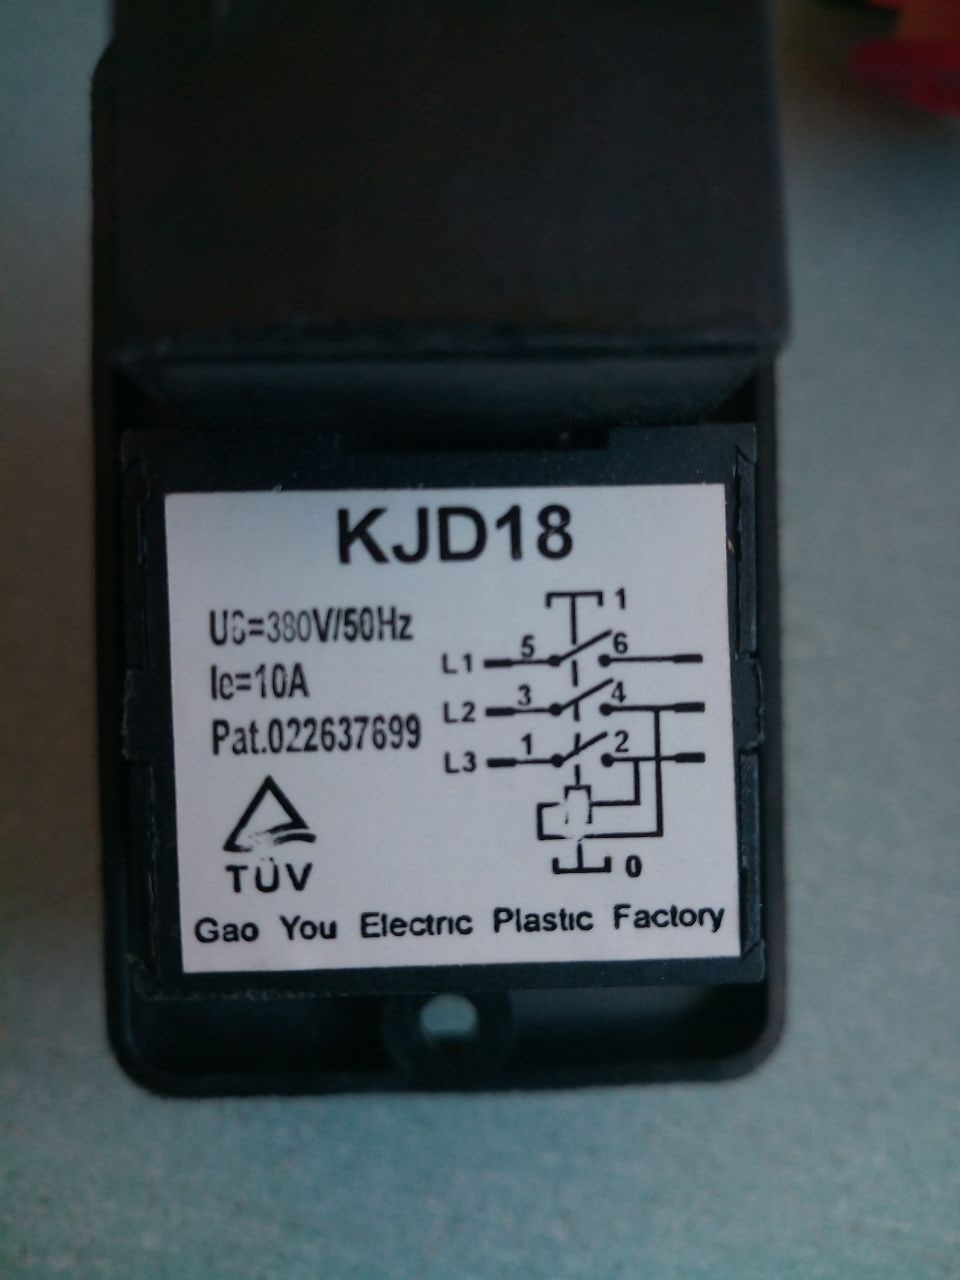 KJD18
US=380V/50Hz
Ie=10A
Pat.022637699
TÜV
1
L1 5 6
L2 3 4
L3 1 2
0
Gao You Electric Plastic Factory